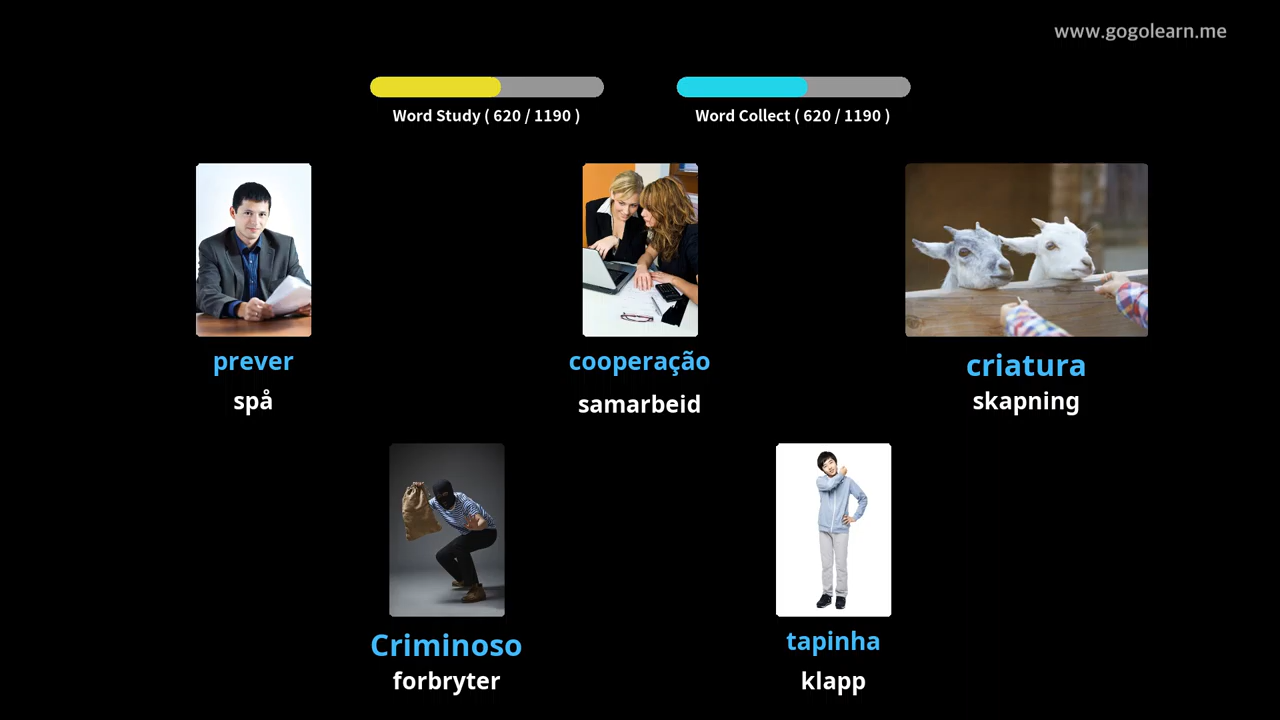 www.gogolearn.me
Word Study ( 620 / 1190 )
Word Collect ( 620 / 1190 )
prever
spå
cooperação
samarbeid
criatura
skapning
Criminoso
forbryter
tapinha
klapp